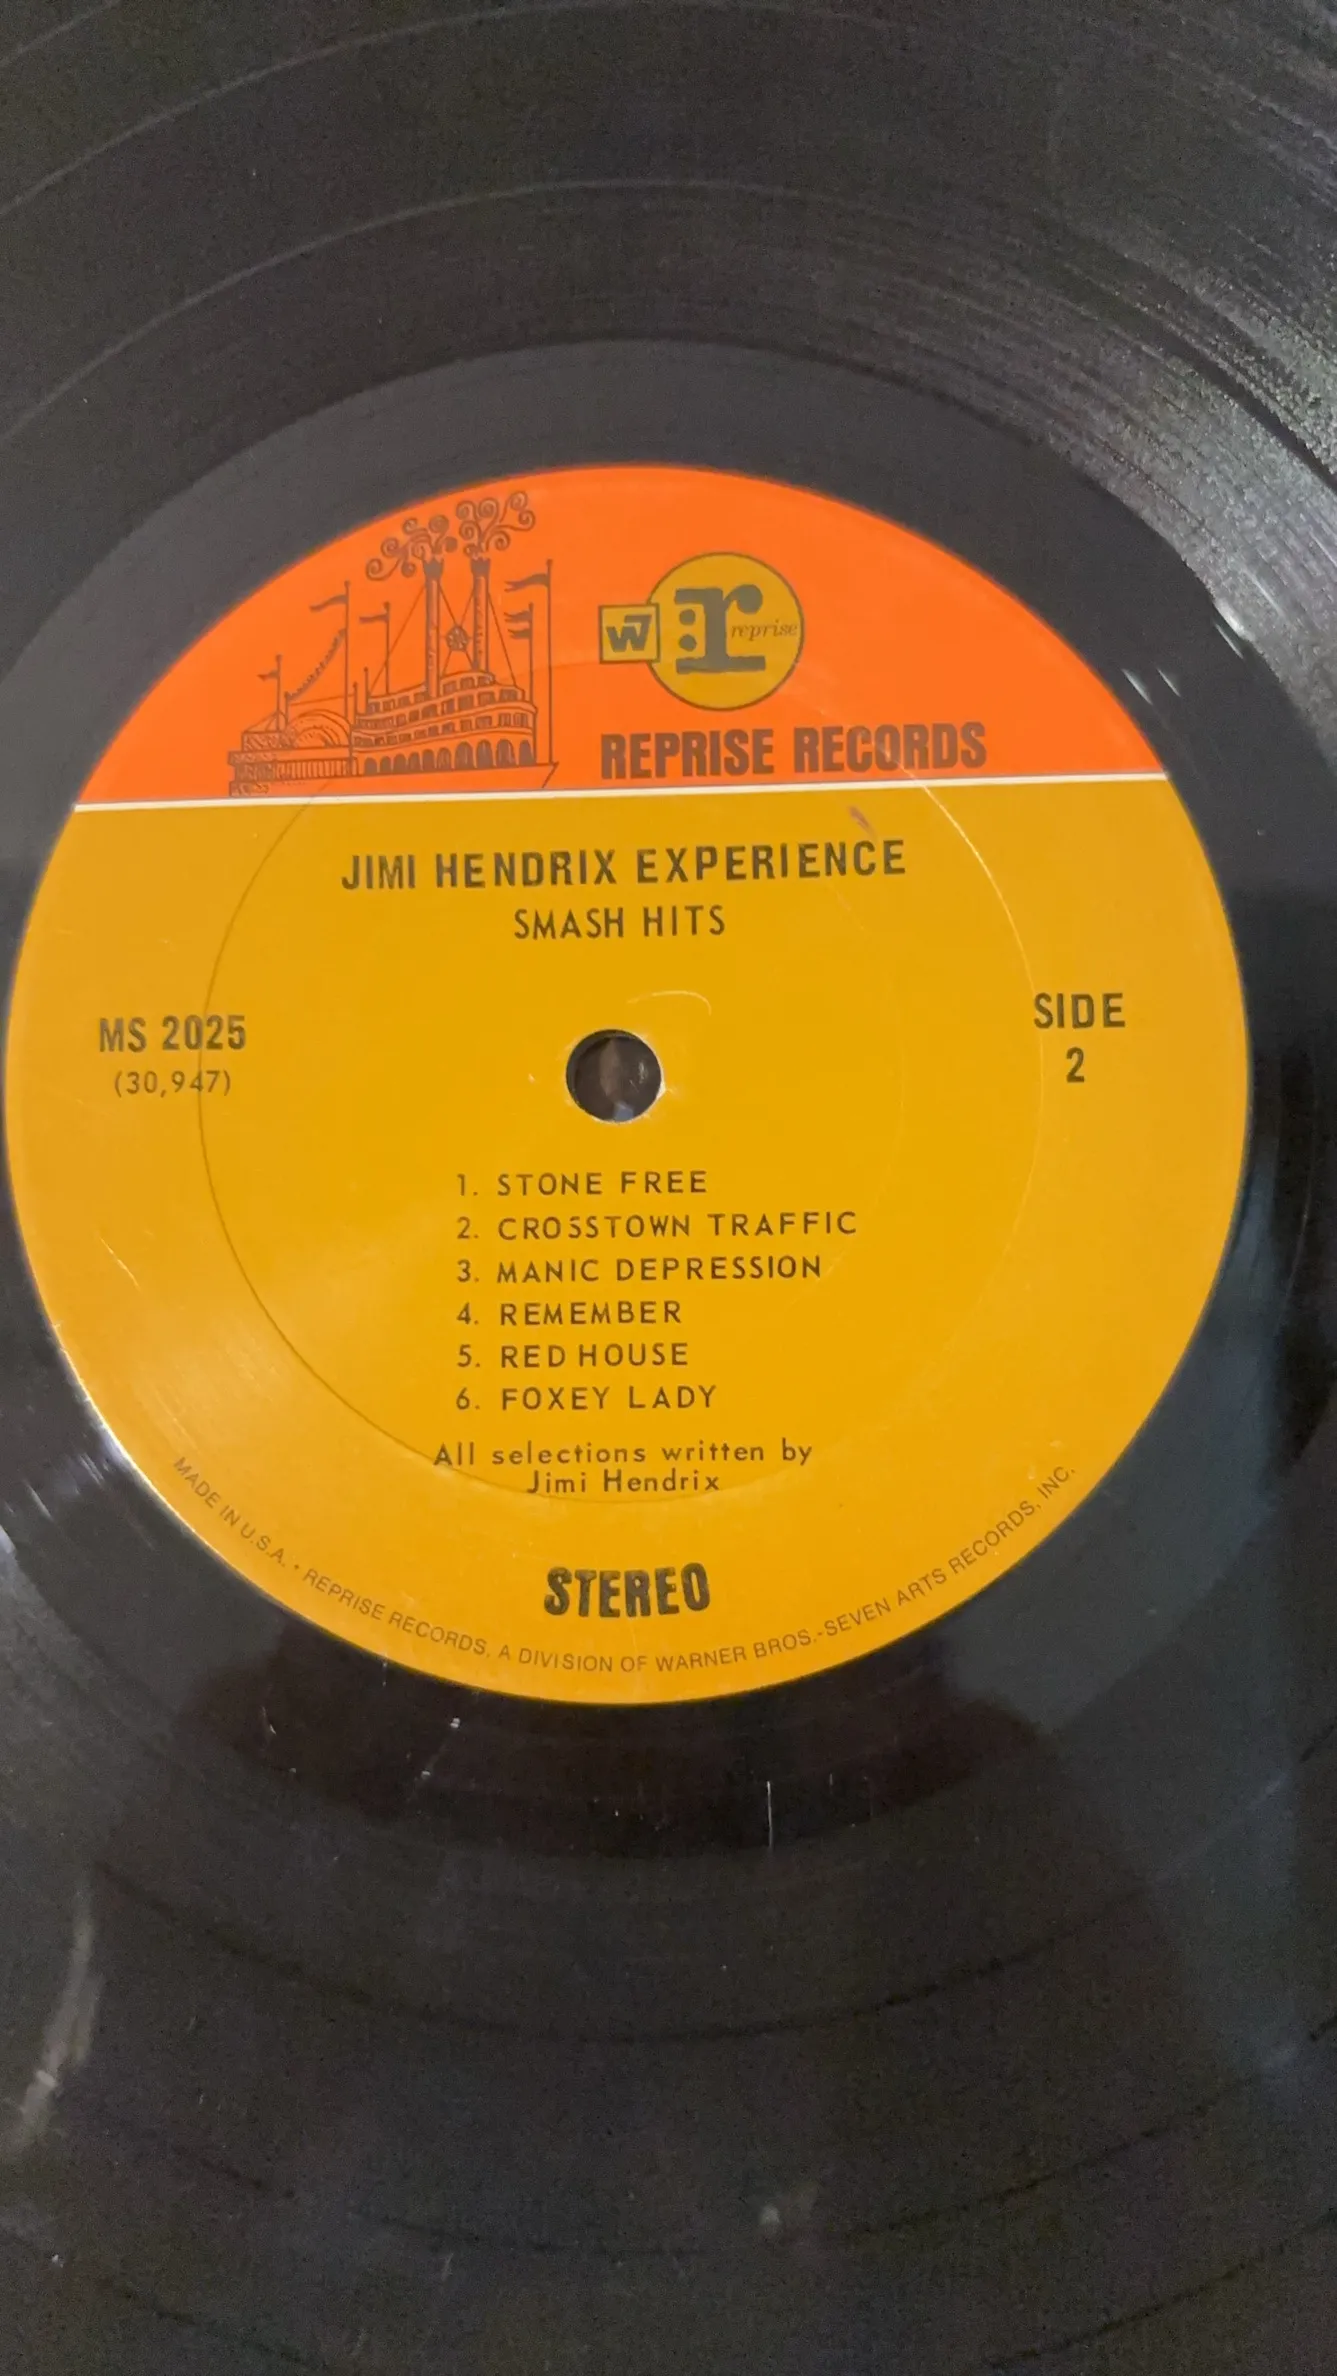 W7
r reprise
REPRISE RECORDS
JIMI HENDRIX EXPERIENCE
SMASH HITS
MS 2025
(30,947)
SIDE
2
1. STONE FREE
2. CROSSTOWN TRAFFIC
3. MANIC DEPRESSION
4. REMEMBER
5. RED HOUSE
6. FOXEY LADY
All selections written by
Jimi Hendrix
STEREO
MADE IN U.S.A. • REPRISE RECORDS, A DIVISION OF WARNER BROS.-SEVEN ARTS RECORDS, INC.